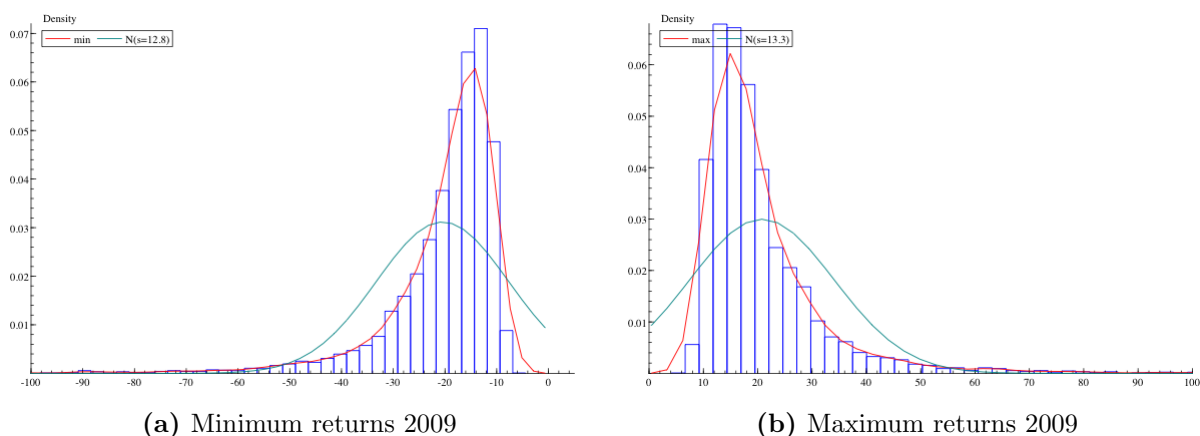 Density
min N(s=12.8)
0.07
0.06
0.05
0.04
0.03
0.02
0.01
-100 -90 -80 -70 -60 -50 -40 -30 -20 -10 0
(a) Minimum returns 2009
Density
max N(s=13.3)
0.06
0.05
0.04
0.03
0.02
0.01
0 10 20 30 40 50 60 70 80 90 100
(b) Maximum returns 2009